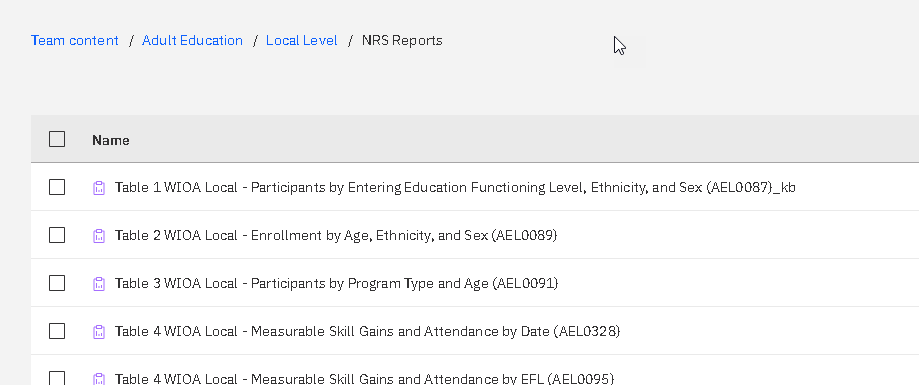 Team content / Adult Education / Local Level / NRS Reports
Name
Table 1 WIOA Local - Participants by Entering Education Functioning Level, Ethnicity, and Sex (AEL0087)_kb
Table 2 WIOA Local - Enrollment by Age, Ethnicity, and Sex (AEL0089)
Table 3 WIOA Local - Participants by Program Type and Age (AEL0091)
Table 4 WIOA Local - Measurable Skill Gains and Attendance by Date (AEL0328)
Table 4 WIOA Local - Measurable Skill Gains and Attendance by EFL (AEL0095)